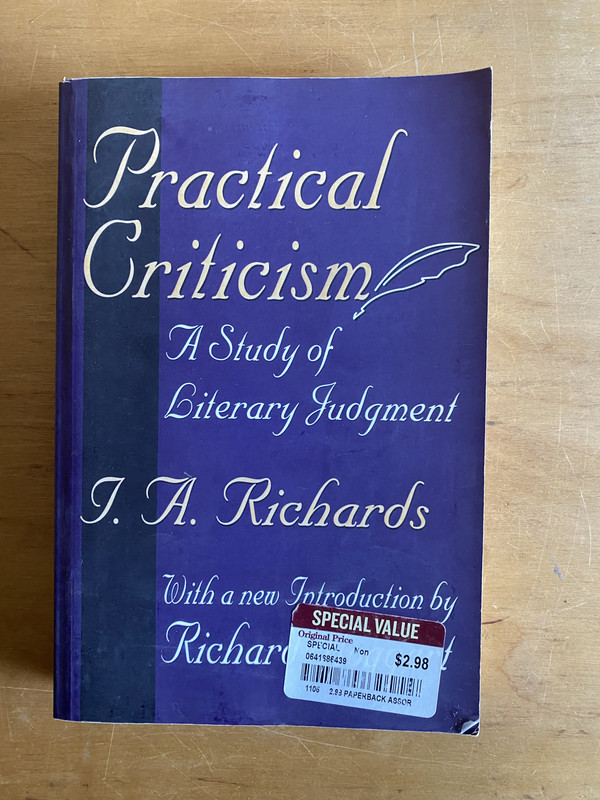 Practical
Criticism
A Study of
Literary Judgment
I. A. Richards
With a new Introduction by
Richard
SPECIAL VALUE
Original Price
SPECIAL Non
0641686439
$2.98
1106 2.98 PAPERBACK ASSOR